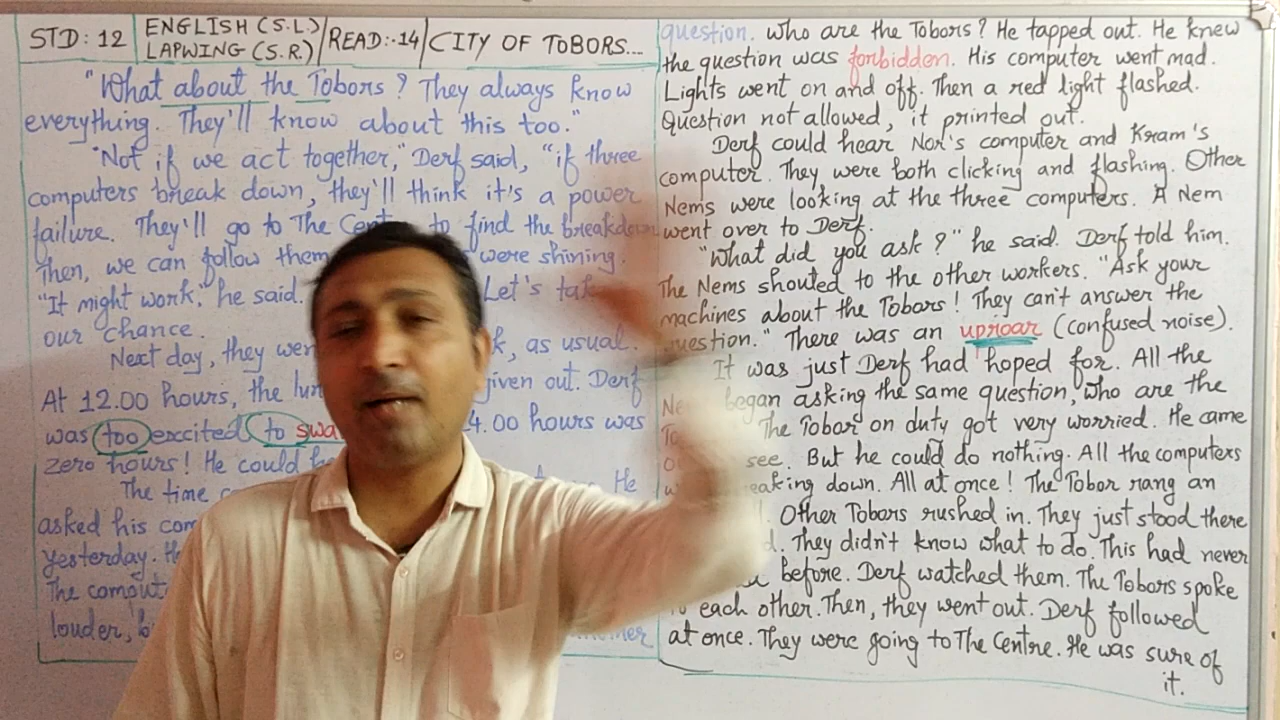 STD: 12 ENGLISH (S.L.) LAPWING (S.R.) READ:-14 CITY OF TOBORS...
"What about the Tobors? They always know
everything. They'll know about this too."
"Not if we act together," Derf said, "if three
computers break down, they'll think it's a power
failure. They'll go to The Cent to find the breakdown
Then, we can follow them were shining.
"It might work," he said. Let's tak
our chance.
Next day, they wer k, as usual.
At 12.00 hours, the lun given out. Derf
was too excited to swa 4.00 hours was
zero hours! He could h
The time c He
asked his com
yesterday. H
The comput
louder, b
question. Who are the Tobors? He tapped out. He knew
the question was forbidden. His computer went mad.
Lights went on and off. Then a red light flashed.
Question not allowed, it printed out.
Derf could hear Nor's computer and Kram's
computer. They were both clicking and flashing. Other
Nems were looking at the three computers. A Nem
went over to Derf.
"What did you ask?" he said. Derf told him.
The Nems shouted to the other workers. "Ask your
machines about the Tobors! They can't answer the
uestion." There was an uproar (confused noise).
It was just Derf had hoped for. All the
Ne began asking the same question, Who are the
To The Tobor on duty got very worried. He came
see. But he could do nothing. All the computers
w eaking down. All at once! The Tobor rang an
Other Tobors rushed in. They just stood there
d. They didn't know what to do. This had never
before. Derf watched them. The Tobors spoke
to each other. Then, they went out. Derf followed
at once. They were going to The Centre. He was sure of
it.